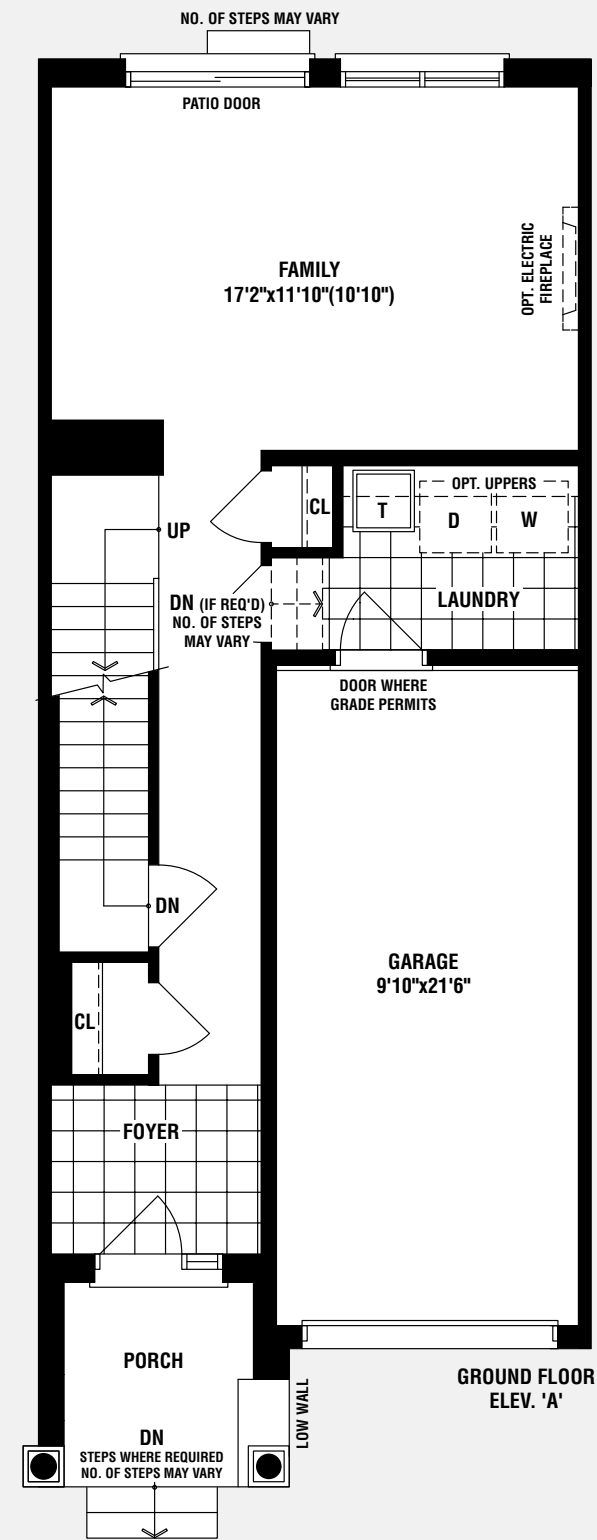 NO. OF STEPS MAY VARY
PATIO DOOR
FAMILY
17'2"x11'10"(10'10")
OPT. ELECTRIC
FIREPLACE
UP
CL
OPT. UPPERS
T
D
W
DN (IF REQ'D)
NO. OF STEPS
MAY VARY
LAUNDRY
DOOR WHERE
GRADE PERMITS
DN
GARAGE
9'10"x21'6"
CL
FOYER
PORCH
LOW WALL
GROUND FLOOR
ELEV. 'A'
DN
STEPS WHERE REQUIRED
NO. OF STEPS MAY VARY